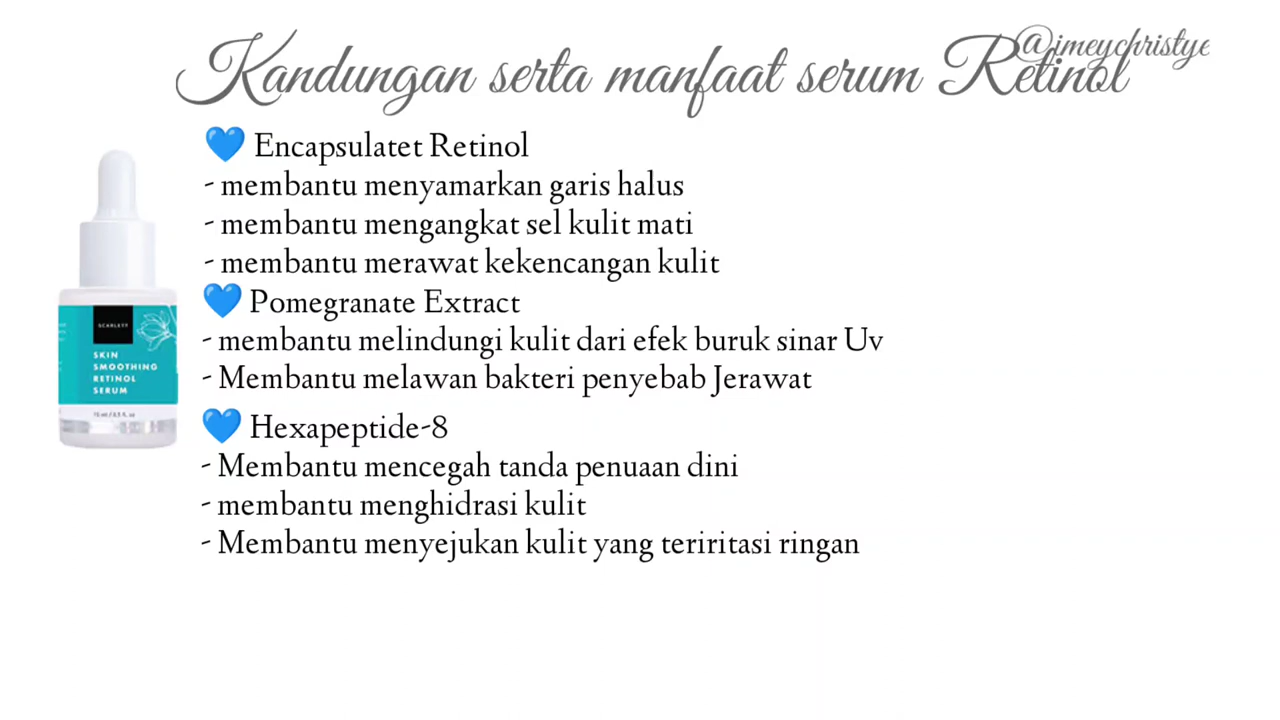 @imeychristye
Kandungan serta manfaat serum Retinol
💙 Encapsulatet Retinol
- membantu menyamarkan garis halus
- membantu mengangkat sel kulit mati
- membantu merawat kekencangan kulit
💙 Pomegranate Extract
- membantu melindungi kulit dari efek buruk sinar Uv
- Membantu melawan bakteri penyebab Jerawat
💙 Hexapeptide-8
- Membantu mencegah tanda penuaan dini
- membantu menghidrasi kulit
- Membantu menyejukan kulit yang teriritasi ringan
SCARLETT
SKIN
SMOOTHING
RETINOL
SERUM